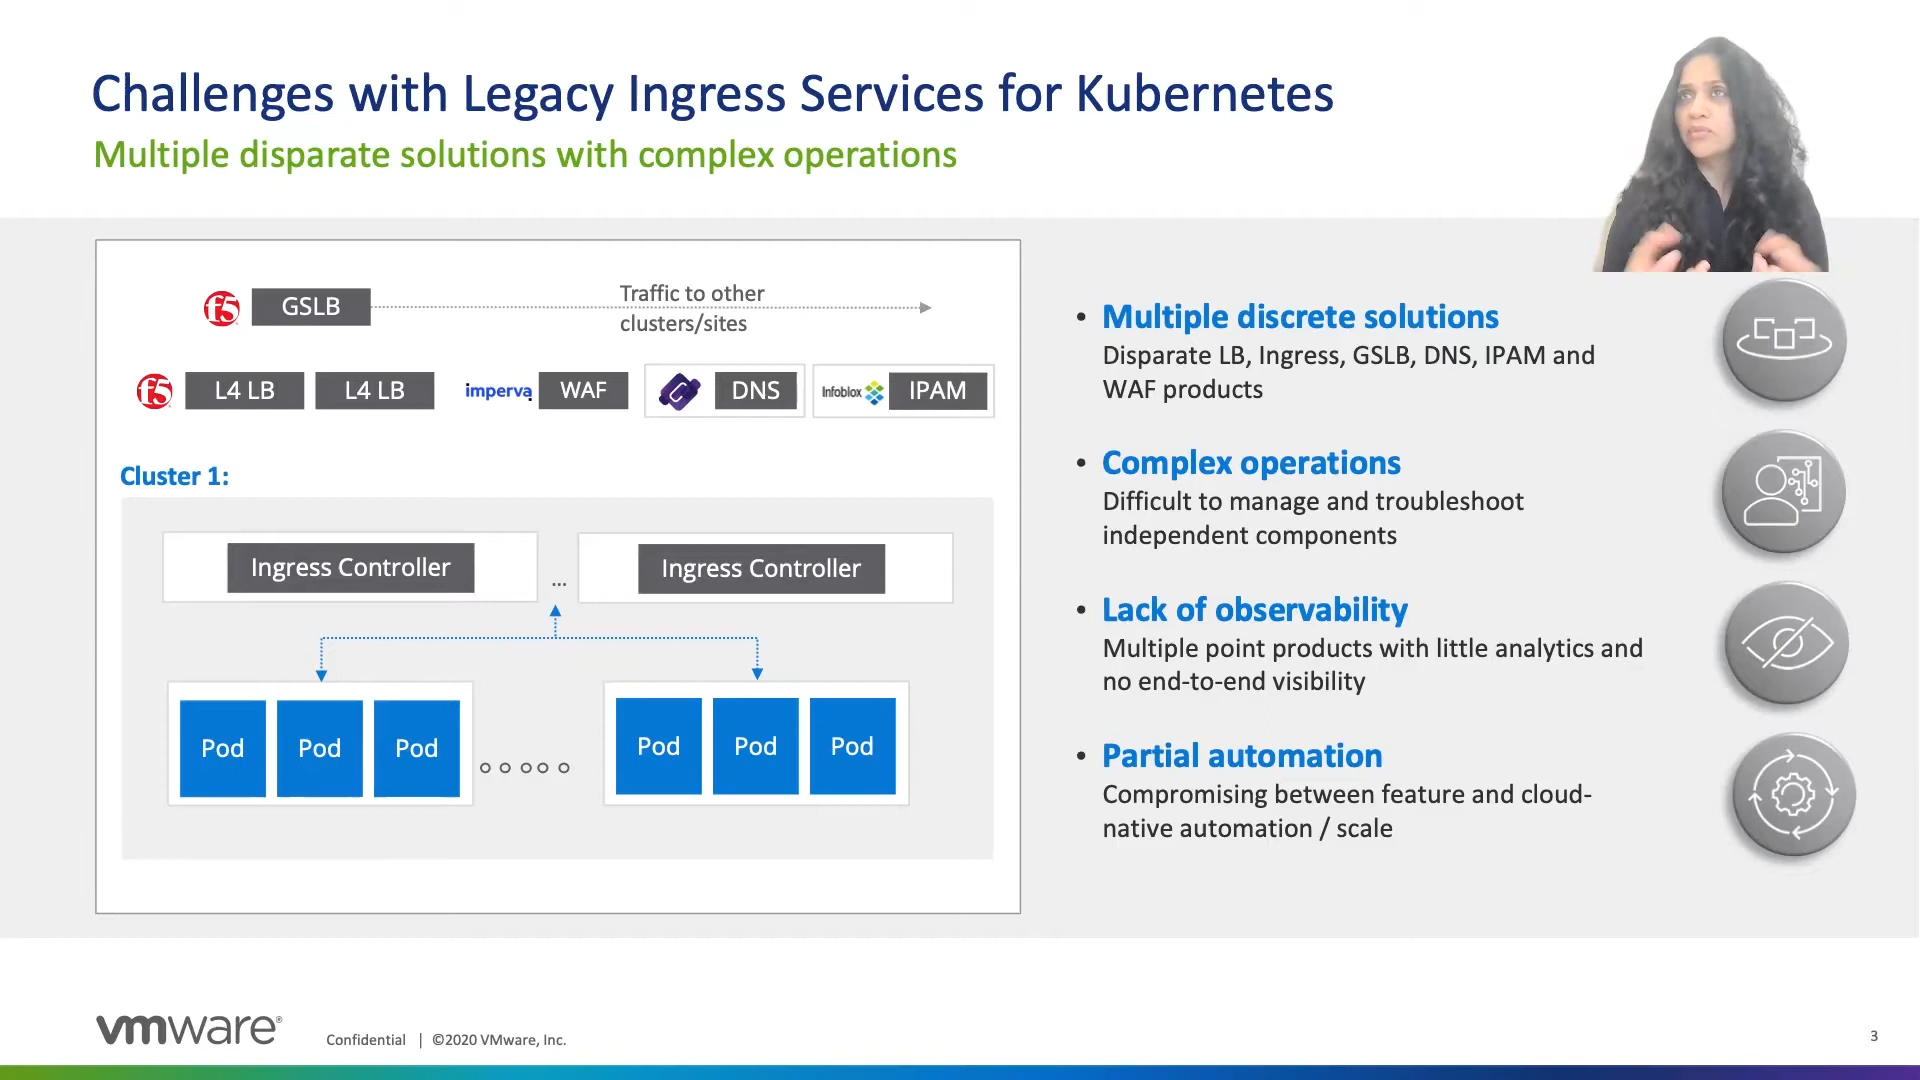 Challenges with Legacy Ingress Services for Kubernetes
Multiple disparate solutions with complex operations
f5 GSLB
Traffic to other
clusters/sites
f5 L4 LB L4 LB imperva WAF DNS Infoblox IPAM
Cluster 1:
Ingress Controller ... Ingress Controller
Pod Pod Pod Pod Pod Pod
• Multiple discrete solutions
Disparate LB, Ingress, GSLB, DNS, IPAM and
WAF products
• Complex operations
Difficult to manage and troubleshoot
independent components
• Lack of observability
Multiple point products with little analytics and
no end-to-end visibility
• Partial automation
Compromising between feature and cloud-
native automation / scale
vmware® Confidential | ©2020 VMware, Inc. 3